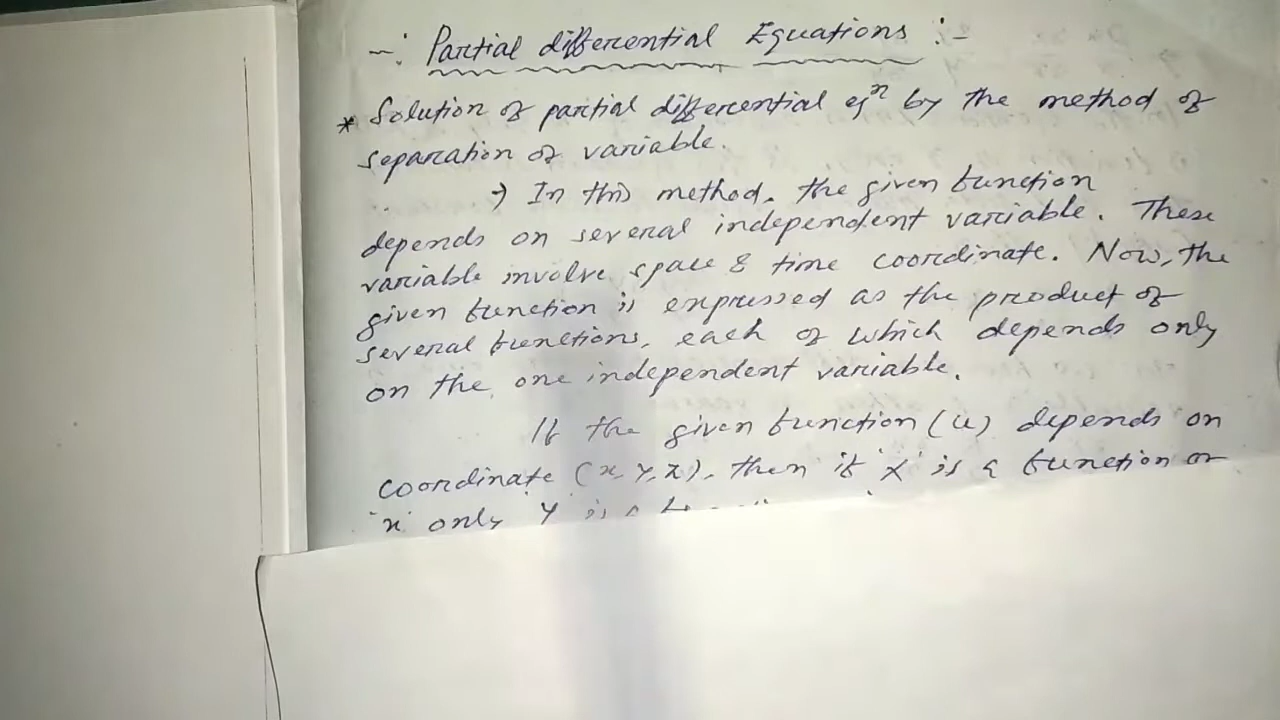 ~: Partial differential Equations :-
* Solution of partial differential eqⁿ by the method of
separation of variable.
→ In this method, the given function
depends on several independent variable. These
variable involve space & time coordinate. Now, the
given function is expressed as the product of
several functions, each of which depends only
on the one independent variable.
If the given function (u) depends on
coordinate (x, y, z), then if 'X' is a function of
'x' only Y is a